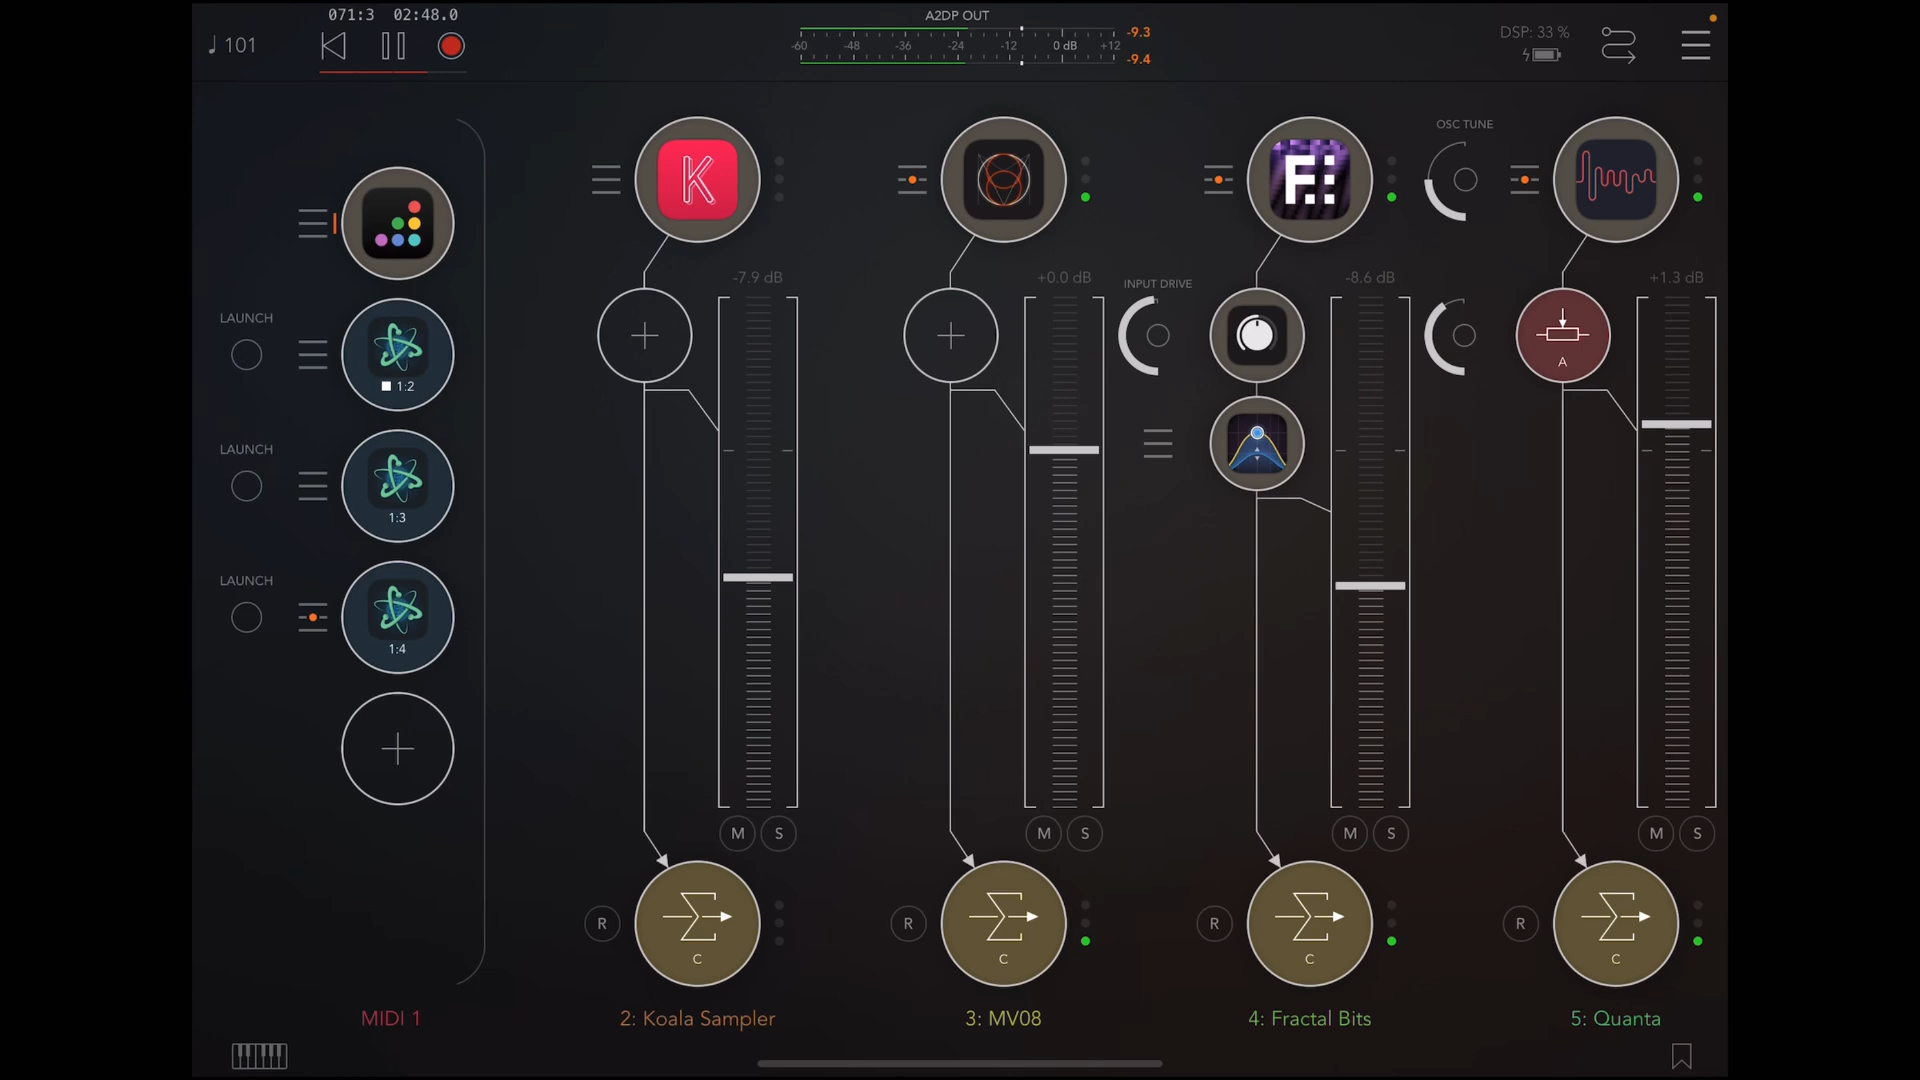 071:3 02:48.0
♩ 101
A2DP OUT
-60 -48 -36 -24 -12 0 dB +12
-9.3
-9.4
DSP: 33 %
OSC TUNE
K
F
LAUNCH
1:2
LAUNCH
1:3
LAUNCH
1:4
-7.9 dB
+0.0 dB
INPUT DRIVE
-8.6 dB
+1.3 dB
A
M S
M S
M S
M S
R C
R C
R C
R C
MIDI 1
2: Koala Sampler
3: MV08
4: Fractal Bits
5: Quanta